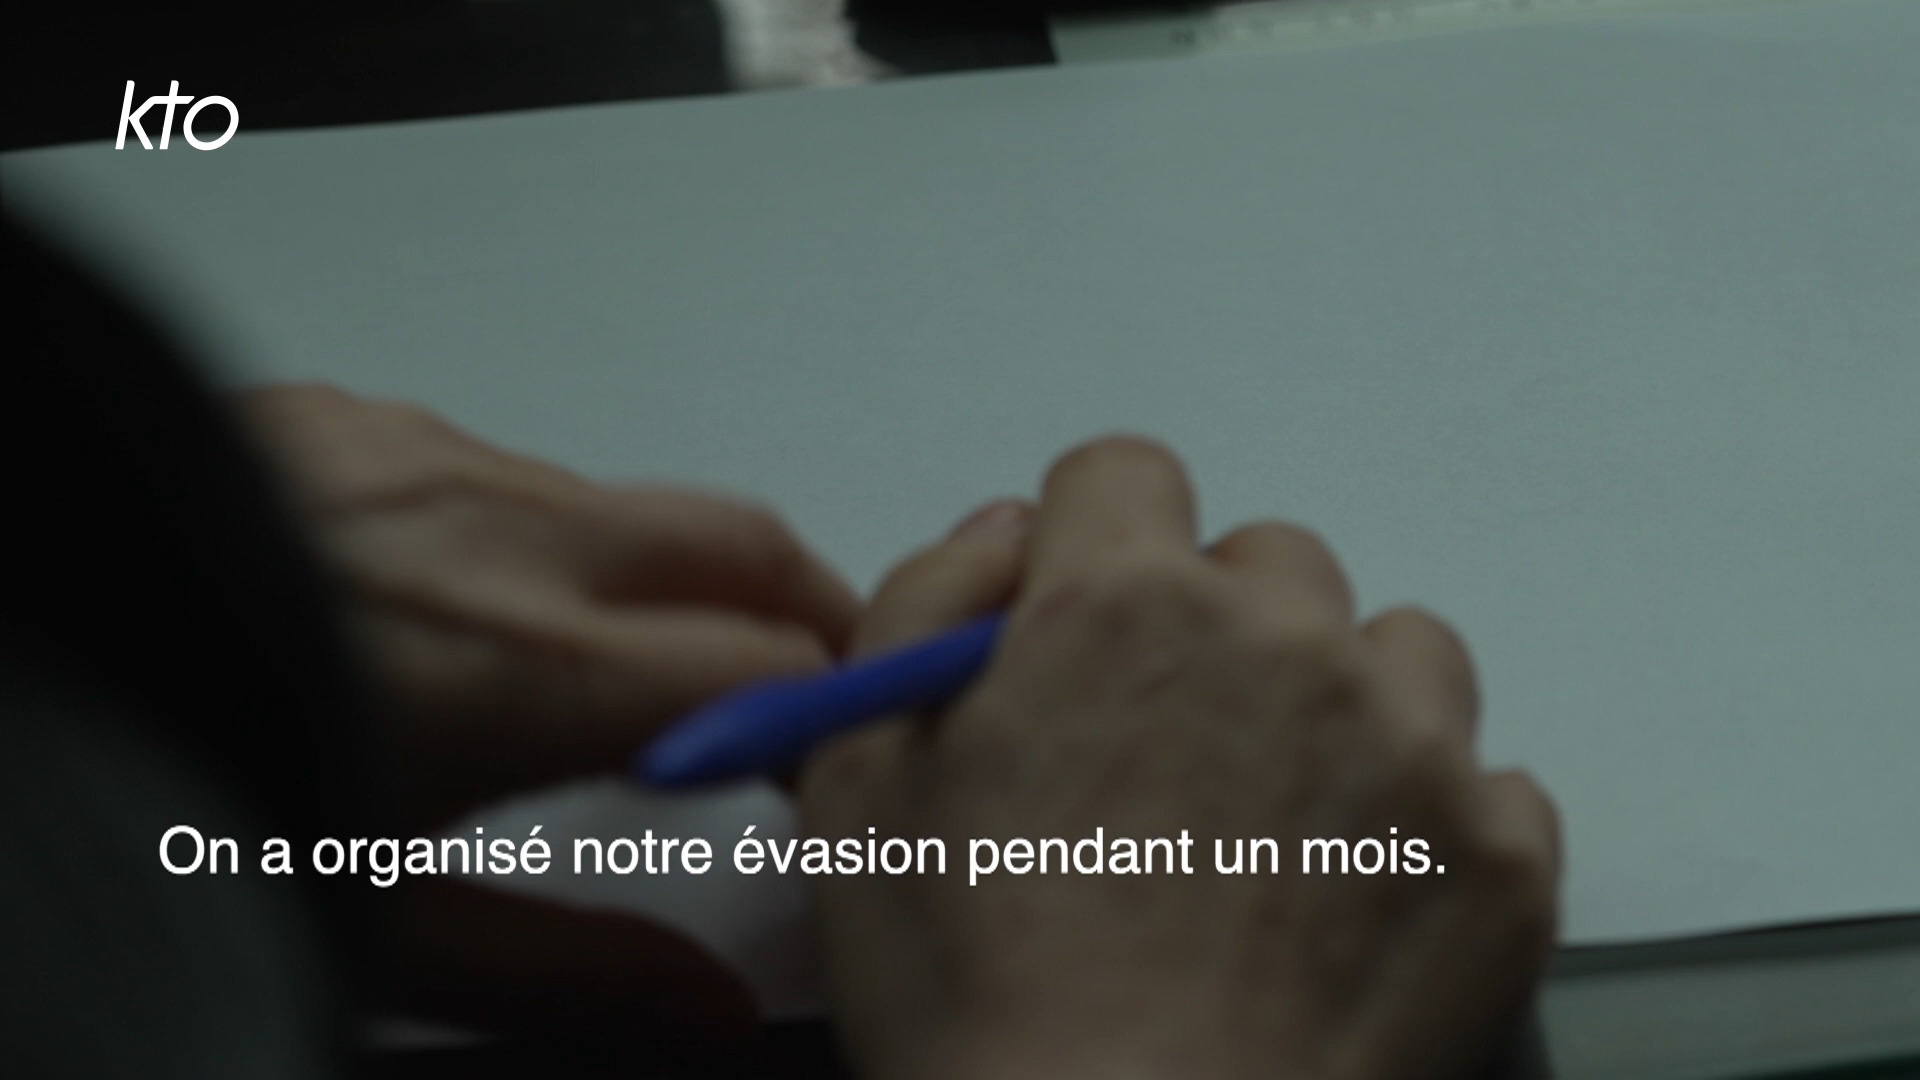 kto
On a organisé notre évasion pendant un mois.